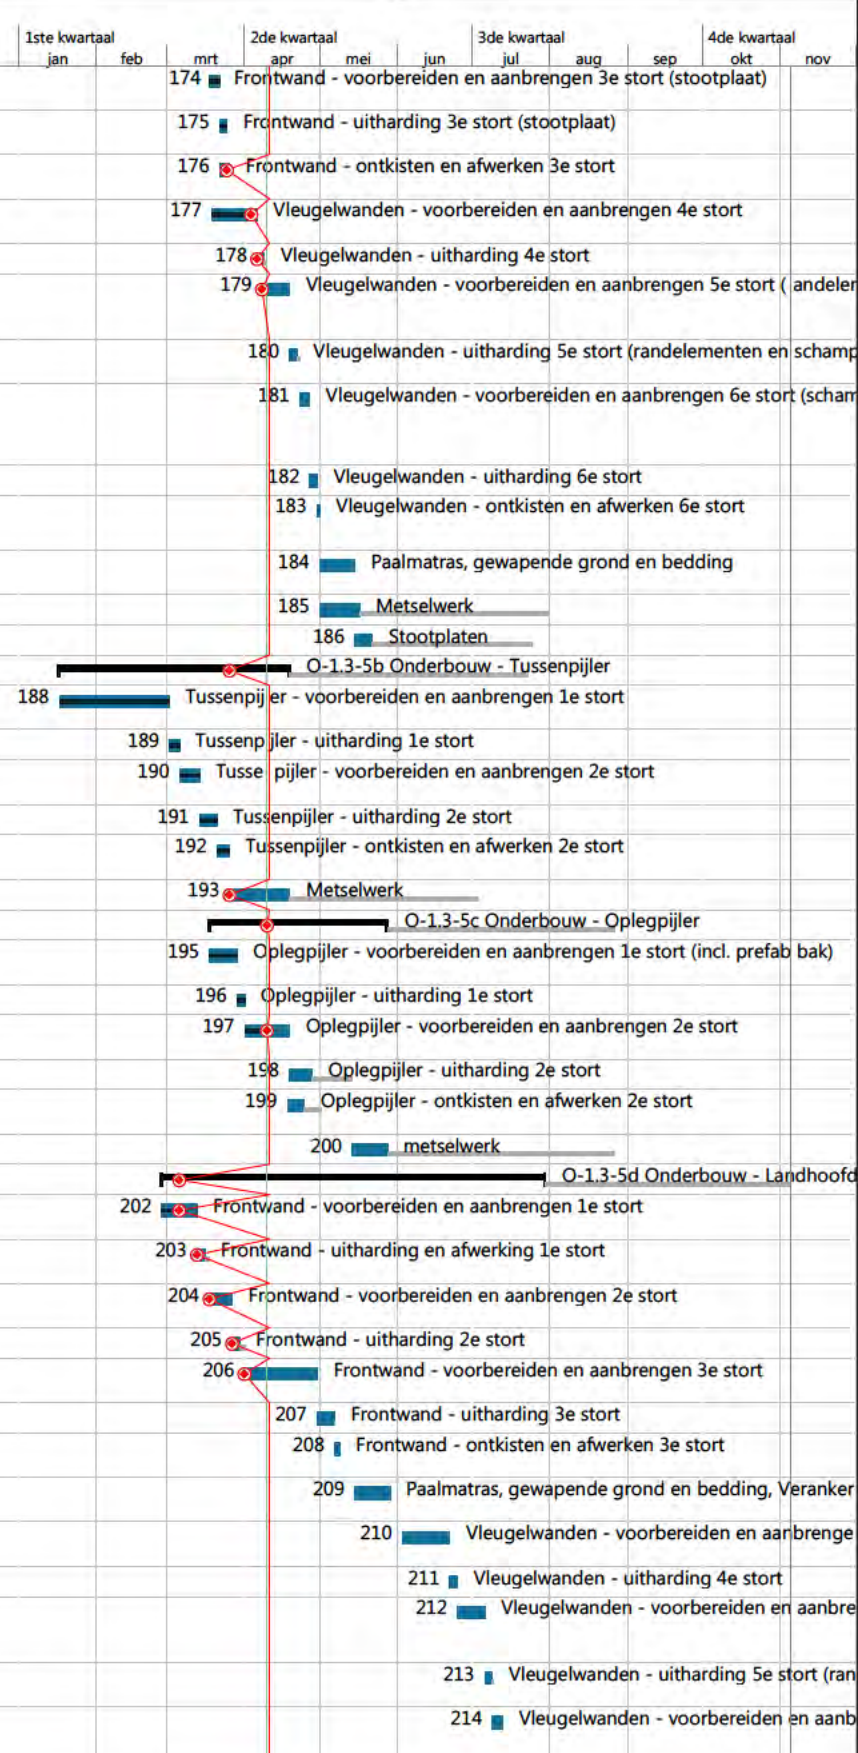 1ste kwartaal 2de kwartaal 3de kwartaal 4de kwartaal
jan feb mrt apr mei jun jul aug sep okt nov
174 Frontwand - voorbereiden en aanbrengen 3e stort (stootplaat)
175 Frontwand - uitharding 3e stort (stootplaat)
176 Frontwand - ontkisten en afwerken 3e stort
177 Vleugelwanden - voorbereiden en aanbrengen 4e stort
178 Vleugelwanden - uitharding 4e stort
179 Vleugelwanden - voorbereiden en aanbrengen 5e stort ( andeler
180 Vleugelwanden - uitharding 5e stort (randelementen en schamp
181 Vleugelwanden - voorbereiden en aanbrengen 6e stort (scham
182 Vleugelwanden - uitharding 6e stort
183 Vleugelwanden - ontkisten en afwerken 6e stort
184 Paalmatras, gewapende grond en bedding
185 Metselwerk
186 Stootplaten
O-1.3-5b Onderbouw - Tussenpijler
188 Tussenpijler - voorbereiden en aanbrengen 1e stort
189 Tussenpijler - uitharding 1e stort
190 Tusse pijler - voorbereiden en aanbrengen 2e stort
191 Tussenpijler - uitharding 2e stort
192 Tussenpijler - ontkisten en afwerken 2e stort
193 Metselwerk
O-1.3-5c Onderbouw - Oplegpijler
195 Oplegpijler - voorbereiden en aanbrengen 1e stort (incl. prefab bak)
196 Oplegpijler - uitharding 1e stort
197 Oplegpijler - voorbereiden en aanbrengen 2e stort
198 Oplegpijler - uitharding 2e stort
199 Oplegpijler - ontkisten en afwerken 2e stort
200 metselwerk
O-1.3-5d Onderbouw - Landhoofd
202 Frontwand - voorbereiden en aanbrengen 1e stort
203 Frontwand - uitharding en afwerking 1e stort
204 Frontwand - voorbereiden en aanbrengen 2e stort
205 Frontwand - uitharding 2e stort
206 Frontwand - voorbereiden en aanbrengen 3e stort
207 Frontwand - uitharding 3e stort
208 Frontwand - ontkisten en afwerken 3e stort
209 Paalmatras, gewapende grond en bedding, Veranker
210 Vleugelwanden - voorbereiden en aanbrenge
211 Vleugelwanden - uitharding 4e stort
212 Vleugelwanden - voorbereiden en aanbre
213 Vleugelwanden - uitharding 5e stort (ran
214 Vleugelwanden - voorbereiden en aanb